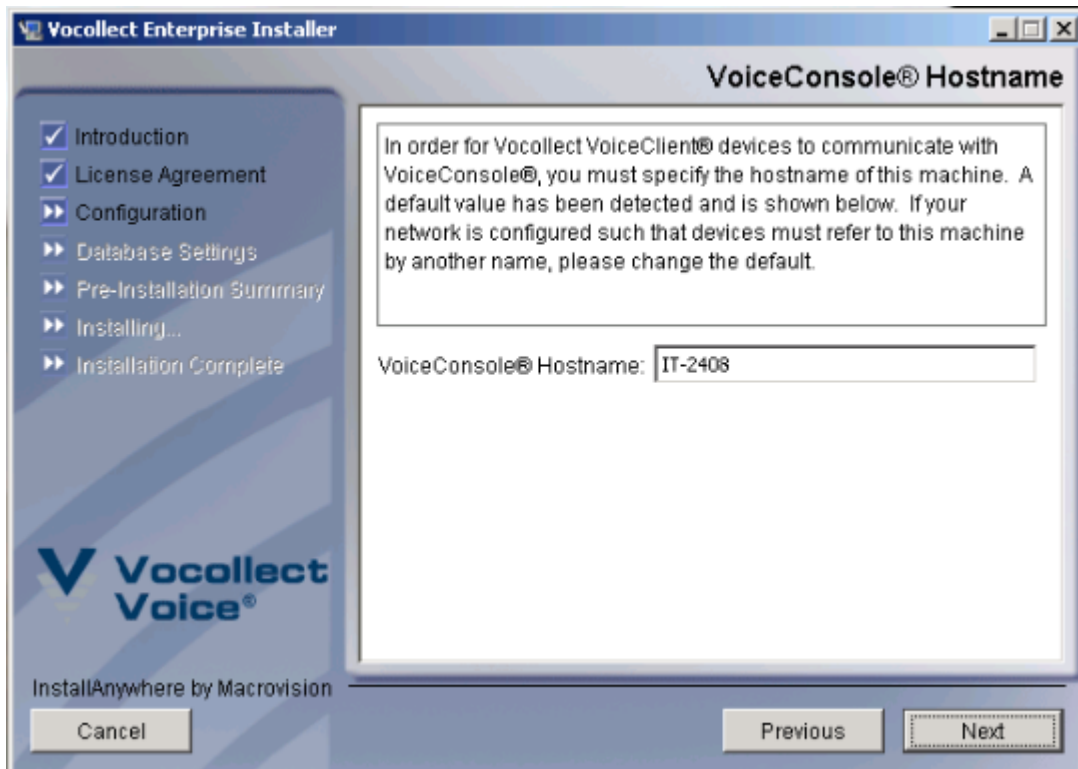 Vocollect Enterprise Installer
VoiceConsole® Hostname
Introduction
License Agreement
Configuration
Database Settings
Pre-Installation Summary
Installing...
Installation Complete
In order for Vocollect VoiceClient® devices to communicate with
VoiceConsole®, you must specify the hostname of this machine. A
default value has been detected and is shown below. If your
network is configured such that devices must refer to this machine
by another name, please change the default.
VoiceConsole® Hostname: IT-2408
Vocollect
Voice®
InstallAnywhere by Macrovision
Cancel
Previous
Next